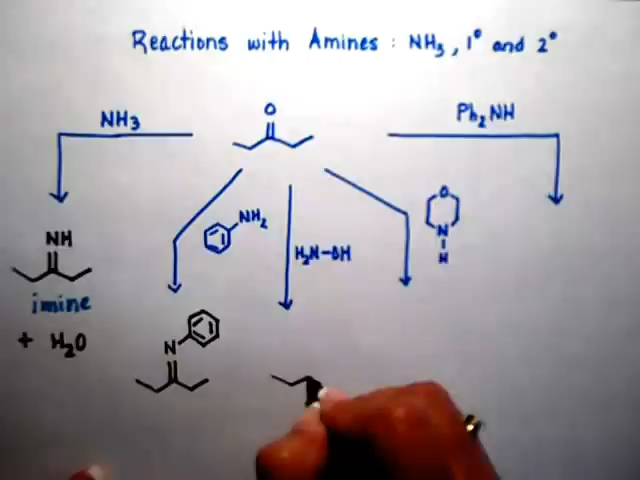 Reactions with Amines : NH₃, 1° and 2°
NH₃
O
Ph₂NH
NH₂
O
N
H
H₂N-OH
NH
imine
+ H₂O
N